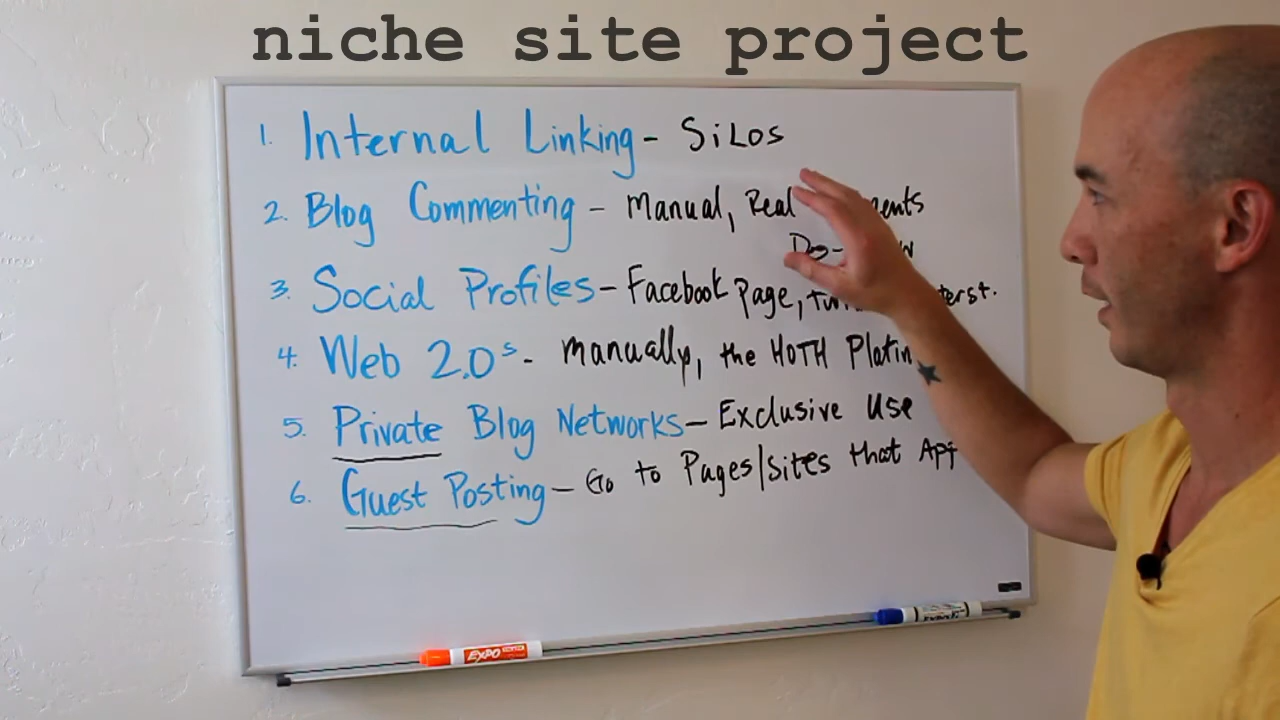 niche site project
1. Internal Linking - SiLos
2. Blog Commenting - Manual, Real
Do-
3. Social Profiles - Facebook Page,
4. Web 2.0s - Manually, the HOTH
5. Private Blog Networks - Exclusive Use
6. Guest Posting - Go to Pages/Sites that
EXPO